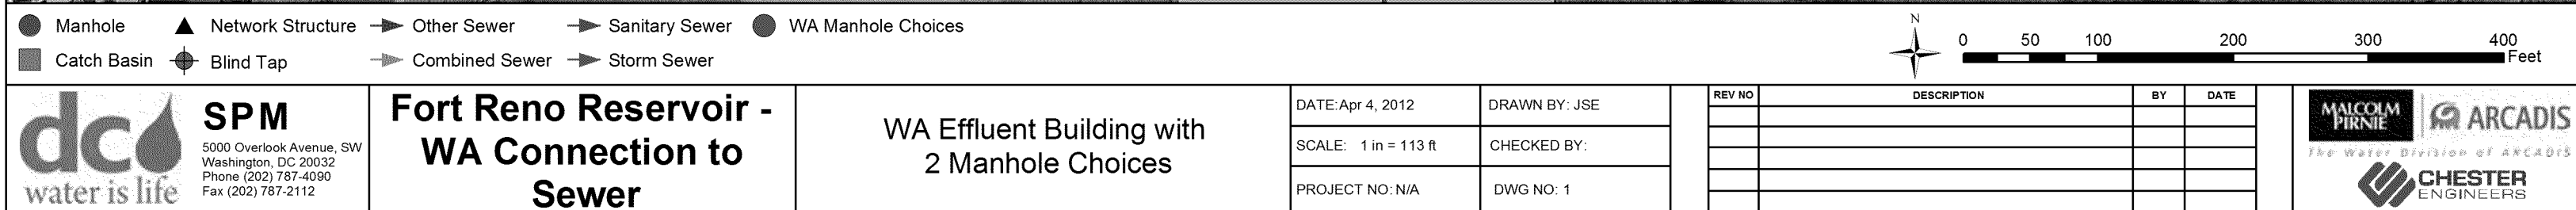 Manhole
Network Structure
Other Sewer
Sanitary Sewer
WA Manhole Choices
Catch Basin
Blind Tap
Combined Sewer
Storm Sewer
N
0 50 100 200 300 400
Feet
dc
water is life
SPM
5000 Overlook Avenue, SW
Washington, DC 20032
Phone (202) 787-4090
Fax (202) 787-2112
Fort Reno Reservoir -
WA Connection to
Sewer
WA Effluent Building with
2 Manhole Choices
DATE:Apr 4, 2012
DRAWN BY: JSE
SCALE: 1 in = 113 ft
CHECKED BY:
PROJECT NO: N/A
DWG NO: 1
REV NO DESCRIPTION BY DATE
MALCOLM
PIRNIE
ARCADIS
The Water Division of ARCADIS
CHESTER
ENGINEERS